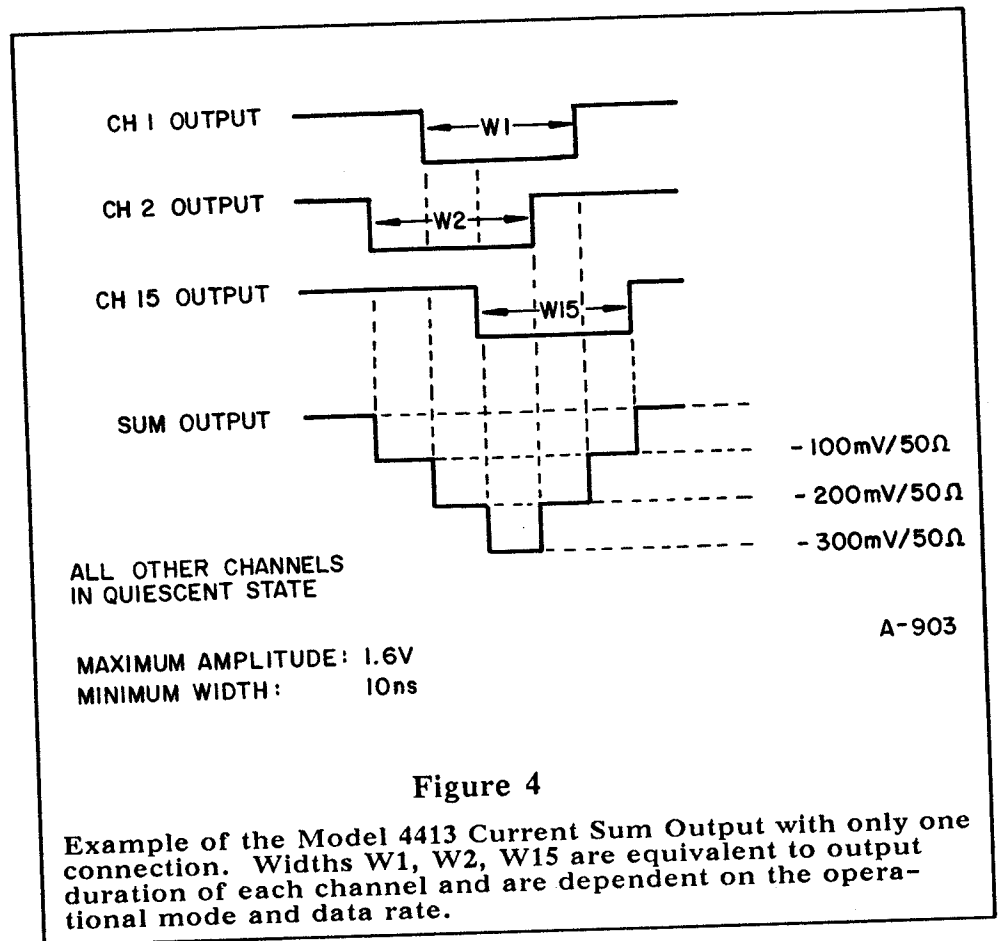 CH 1 OUTPUT
W1
CH 2 OUTPUT
W2
CH 15 OUTPUT
W15
SUM OUTPUT
-100mV/50Ω
-200mV/50Ω
-300mV/50Ω
ALL OTHER CHANNELS
IN QUIESCENT STATE
A-903
MAXIMUM AMPLITUDE: 1.6V
MINIMUM WIDTH: 10ns
Figure 4
Example of the Model 4413 Current Sum Output with only one
connection. Widths W1, W2, W15 are equivalent to output
duration of each channel and are dependent on the opera-
tional mode and data rate.